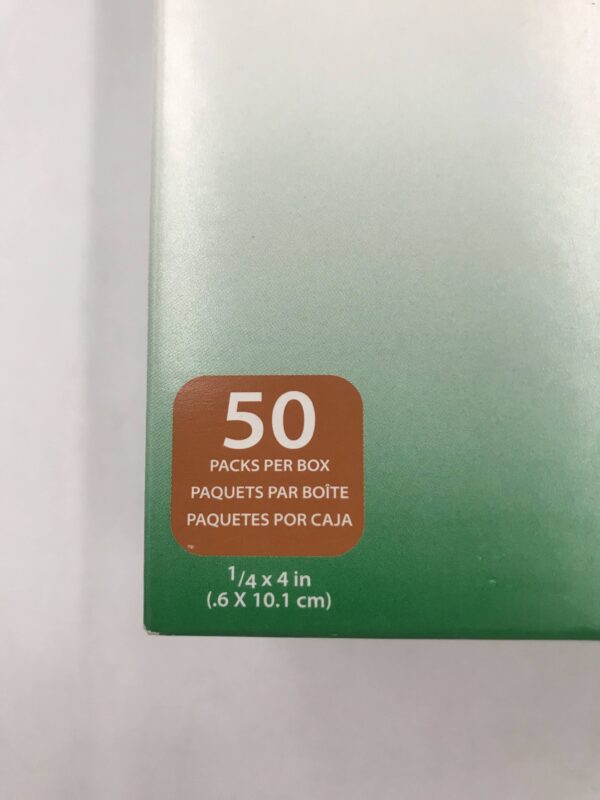 50
PACKS PER BOX
PAQUETS PAR BOÎTE
PAQUETES POR CAJA
1/4 x 4 in
(.6 X 10.1 cm)